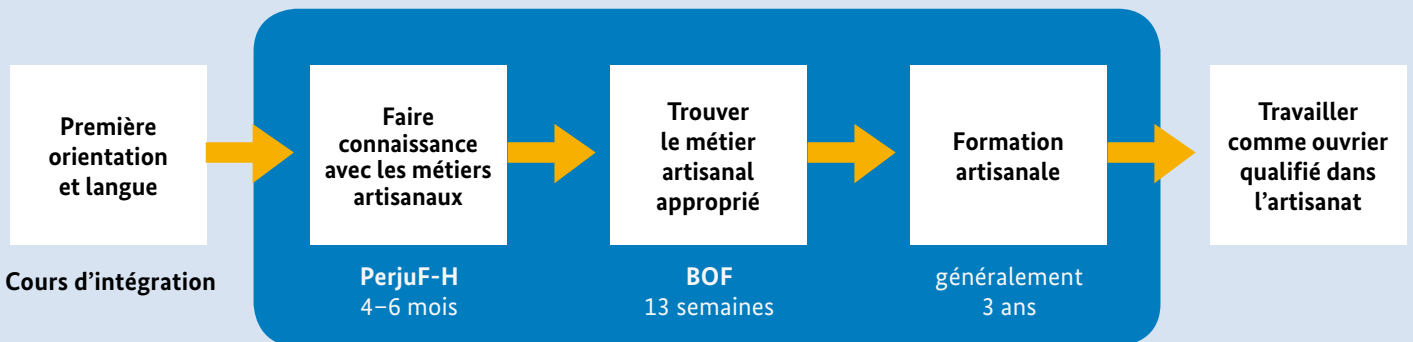 Première
orientation
et langue
Faire
connaissance
avec les métiers
artisanaux
Trouver
le métier
artisanal
approprié
Formation
artisanale
Travailler
comme ouvrier
qualifié dans
l’artisanat
Cours d’intégration
PerjuF-H
4–6 mois
BOF
13 semaines
généralement
3 ans